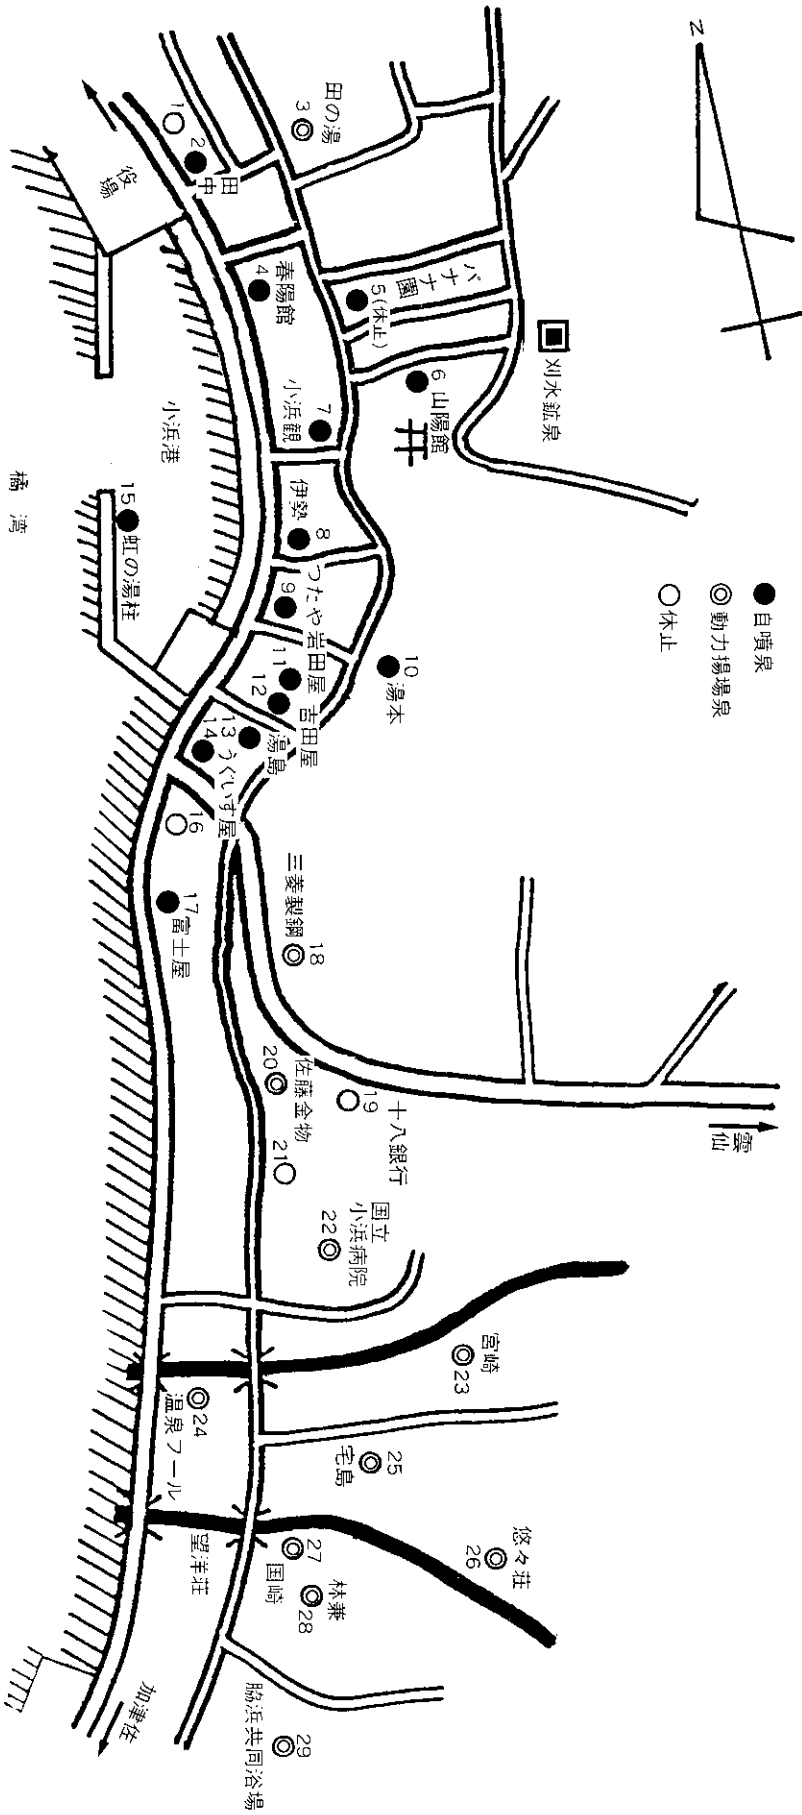 N
刈水鉱泉
● 自噴泉
◎ 動力揚場泉
○ 休止
田の湯
3
1
2
田中
役場
春陽館
4
バナナ園
5(休止)
6 山陽館
小浜観
7
小浜港
橘湾
伊勢
8
つたや
9
10 湯本
岩田屋
11
吉田屋
12
湯島
13
うぐいす屋
14
15 虹の湯柱
16
17 富士屋
三菱製鋼
18
雲仙
十八銀行
19
佐藤金物
20
21
国立
小浜病院
22
宮崎
23
24
温泉フール
25
宅島
悠々荘
26
望洋荘
27
国崎
林兼
28
29
脇浜共同浴場
加津佐